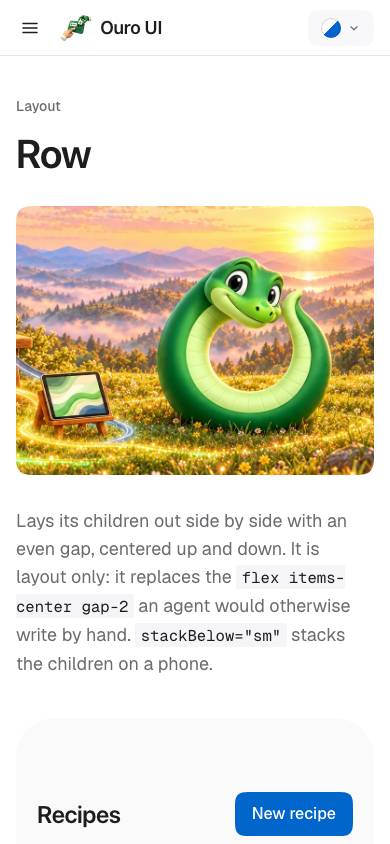 Ouro UI
Layout
Row
Lays its children out side by side with an
even gap, centered up and down. It is
layout only: it replaces the flex items-
center gap-2 an agent would otherwise
write by hand. stackBelow="sm" stacks
the children on a phone.
Recipes
New recipe